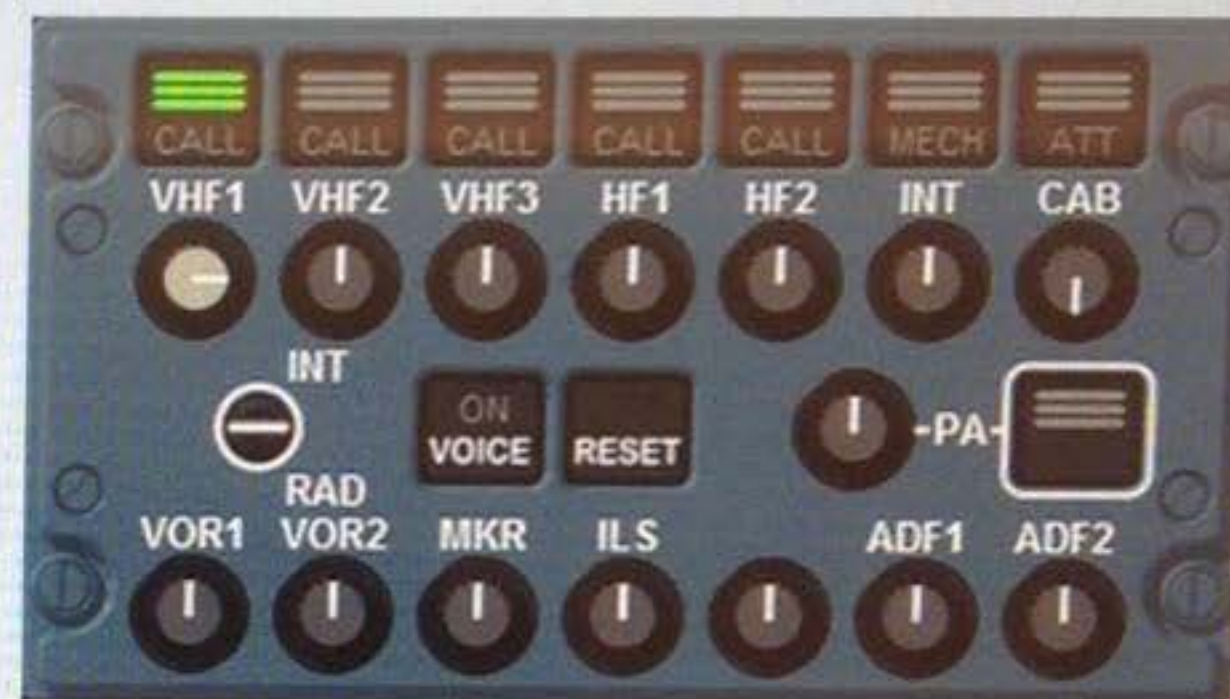 CALL CALL CALL CALL CALL MECH ATT
VHF1 VHF2 VHF3 HF1 HF2 INT CAB
INT
ON
VOICE RESET
PA
RAD
VOR1 VOR2 MKR ILS ADF1 ADF2